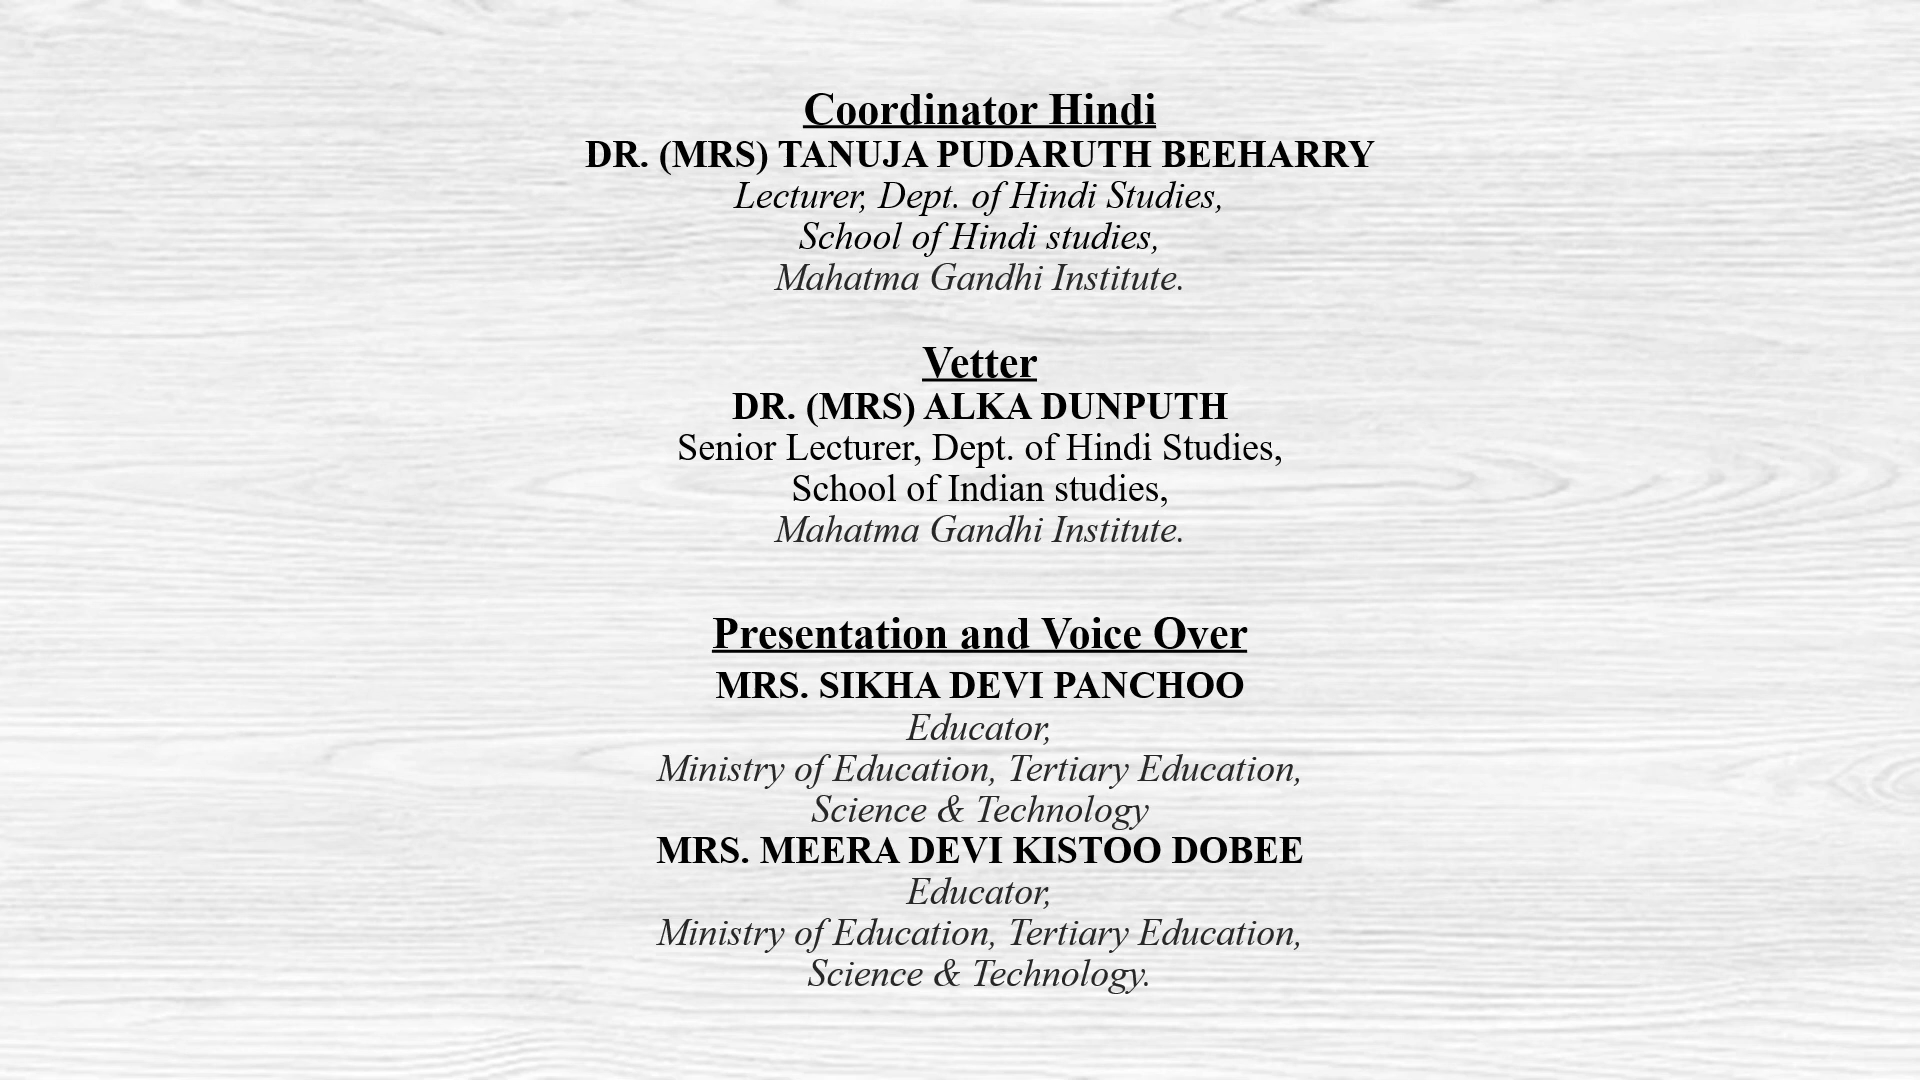 Coordinator Hindi
DR. (MRS) TANUJA PUDARUTH BEEHARRY
Lecturer, Dept. of Hindi Studies,
School of Hindi studies,
Mahatma Gandhi Institute.
Vetter
DR. (MRS) ALKA DUNPUTH
Senior Lecturer, Dept. of Hindi Studies,
School of Indian studies,
Mahatma Gandhi Institute.
Presentation and Voice Over
MRS. SIKHA DEVI PANCHOO
Educator,
Ministry of Education, Tertiary Education,
Science & Technology
MRS. MEERA DEVI KISTOO DOBEE
Educator,
Ministry of Education, Tertiary Education,
Science & Technology.